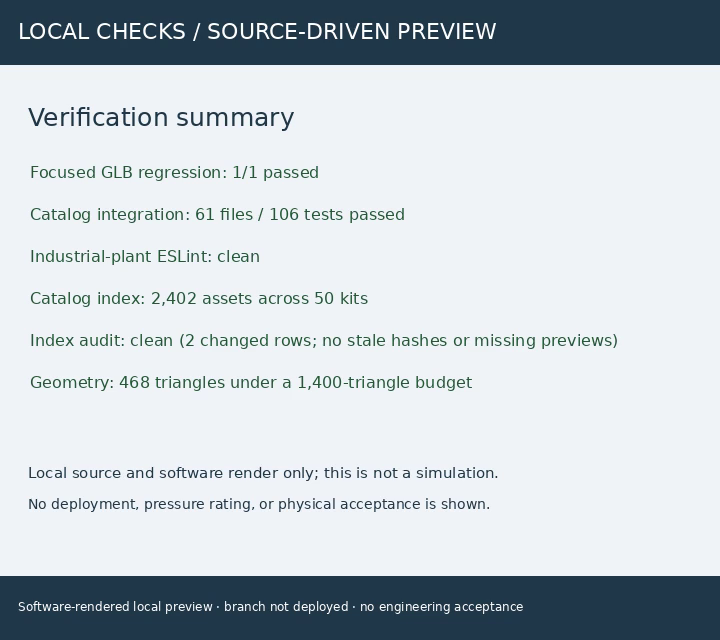 LOCAL CHECKS / SOURCE-DRIVEN PREVIEW
Verification summary
Focused GLB regression: 1/1 passed
Catalog integration: 61 files / 106 tests passed
Industrial-plant ESLint: clean
Catalog index: 2,402 assets across 50 kits
Index audit: clean (2 changed rows; no stale hashes or missing previews)
Geometry: 468 triangles under a 1,400-triangle budget
Local source and software render only; this is not a simulation.
No deployment, pressure rating, or physical acceptance is shown.
Software-rendered local preview · branch not deployed · no engineering acceptance